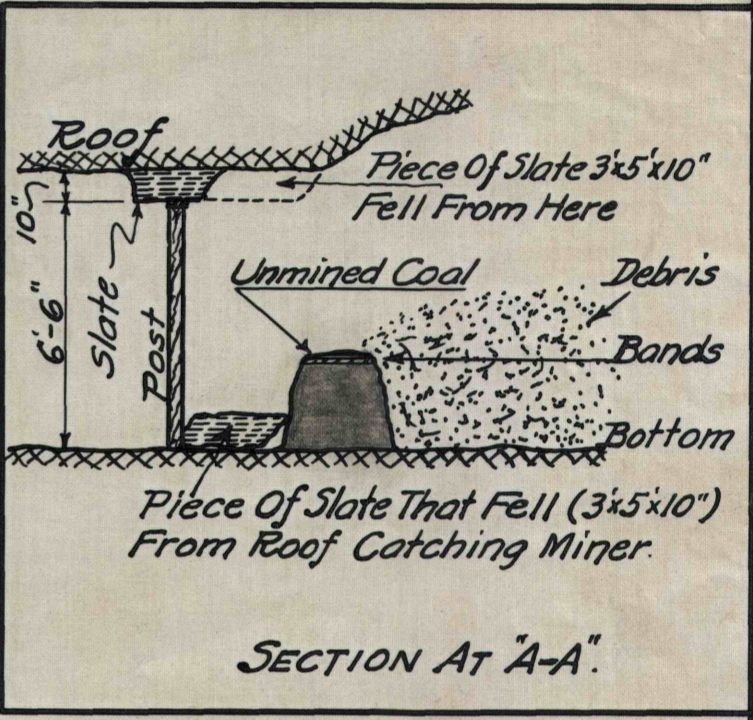 Roof
Piece Of Slate 3'x5'x10"
Fell From Here
10"
6'-6"
Slate
Post
Unmined Coal
Debris
Bands
Bottom
Piece Of Slate That Fell (3'x5'x10")
From Roof Catching Miner.
SECTION AT "A-A".